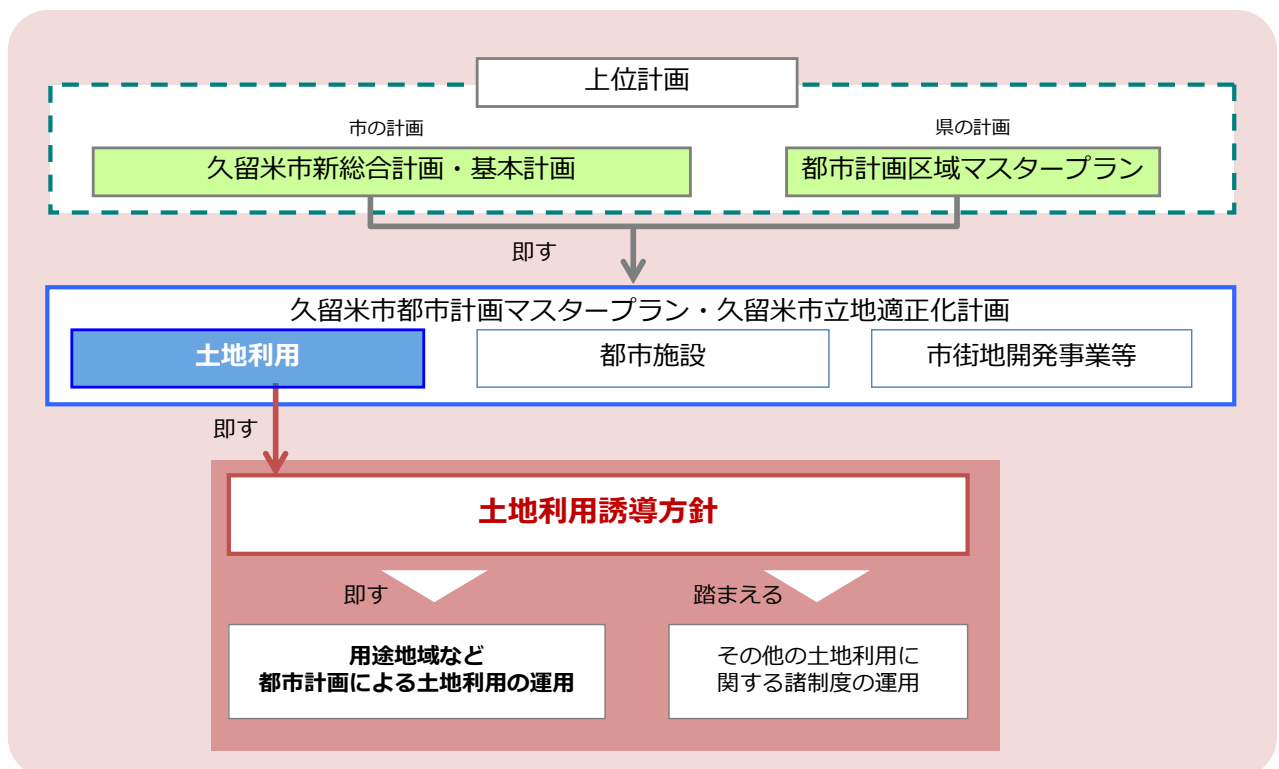 上位計画
市の計画
県の計画
久留米市新総合計画・基本計画
都市計画区域マスタープラン
即す
久留米市都市計画マスタープラン・久留米市立地適正化計画
土地利用
都市施設
市街地開発事業等
即す
土地利用誘導方針
即す
踏まえる
用途地域など
都市計画による土地利用の運用
その他の土地利用に
関する諸制度の運用